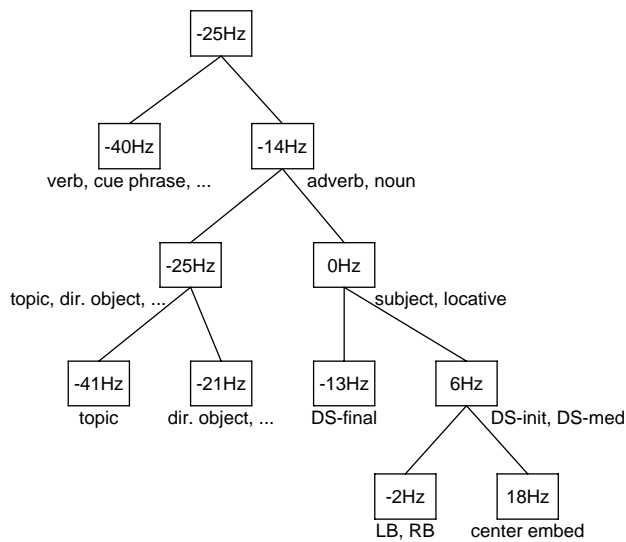 -25Hz
-40Hz -14Hz
verb, cue phrase, ... adverb, noun
-25Hz 0Hz
topic, dir. object, ... subject, locative
-41Hz -21Hz -13Hz 6Hz
topic dir. object, ... DS-final DS-init, DS-med
-2Hz 18Hz
LB, RB center embed